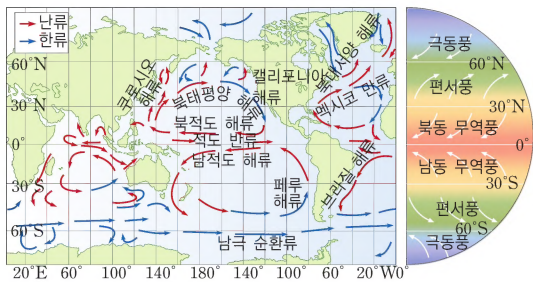 난류
한류
60°N
30°N
0°
30°S
60°S
쿠로시오
해류
북태평양 해류
캘리포니아
해류
북대서양 해류
멕시코 만류
북적도 해류
적도 반류
남적도 해류
페루
해류
브라질 해류
남극 순환류
20°E 60° 100° 140° 180° 140° 100° 60° 20°W0°
극동풍
60°N
편서풍
30°N
북동 무역풍
0°
남동 무역풍
30°S
편서풍
60°S
극동풍